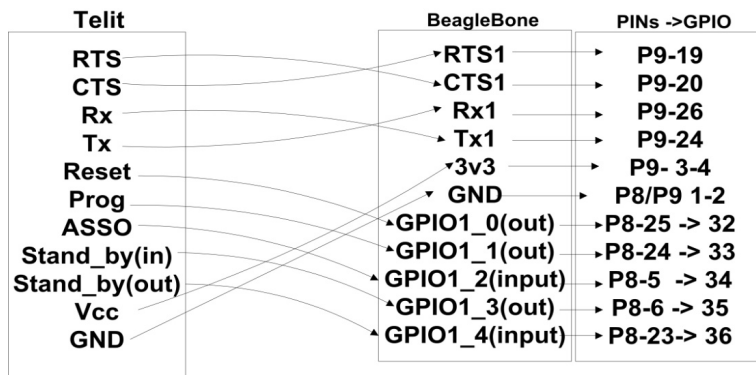 Telit
RTS
CTS
Rx
Tx
Reset
Prog
ASSO
Stand_by(in)
Stand_by(out)
Vcc
GND
BeagleBone
RTS1
CTS1
Rx1
Tx1
3v3
GND
GPIO1_0(out)
GPIO1_1(out)
GPIO1_2(input)
GPIO1_3(out)
GPIO1_4(input)
PINs ->GPIO
P9-19
P9-20
P9-26
P9-24
P9- 3-4
P8/P9 1-2
P8-25 -> 32
P8-24 -> 33
P8-5 -> 34
P8-6 -> 35
P8-23-> 36